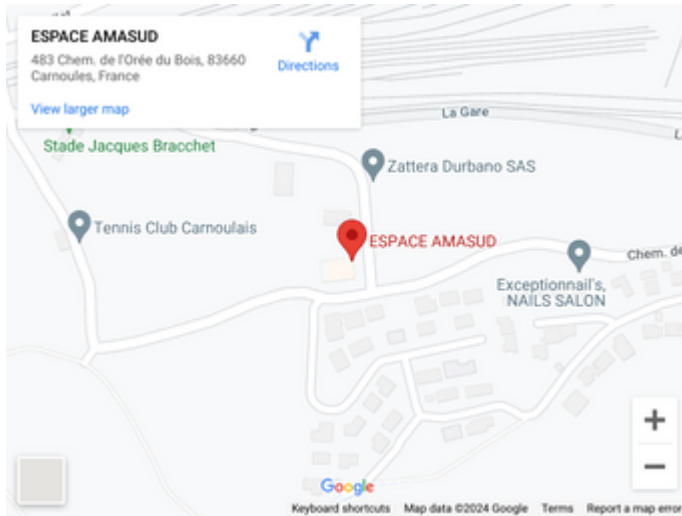 ESPACE AMASUD
483 Chem. de l'Orée du Bois, 83660
Carnoules, France
Directions
View larger map
La Gare
Stade Jacques Bracchet
Zattera Durbano SAS
Tennis Club Carnoulais
ESPACE AMASUD
Chem. de
Exceptionnail's,
NAILS SALON
Google
Keyboard shortcuts Map data ©2024 Google Terms Report a map error